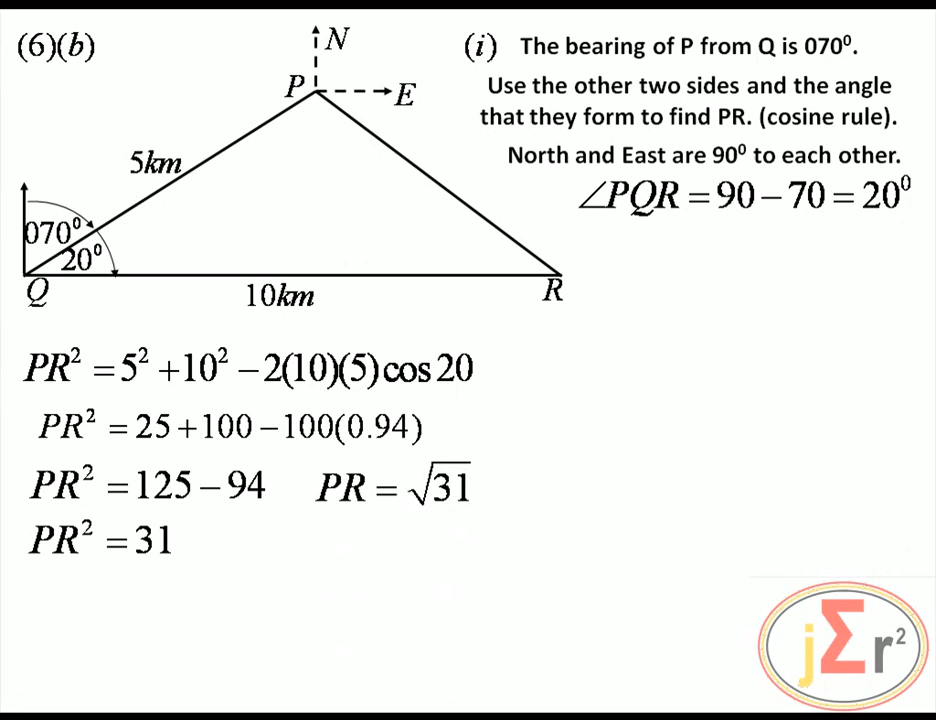 (6)(b)
N
P
E
5km
070⁰
20⁰
Q
10km
R
(i) The bearing of P from Q is 070⁰.
Use the other two sides and the angle
that they form to find PR. (cosine rule).
North and East are 90⁰ to each other.
∠PQR = 90 − 70 = 20⁰
PR² = 5² + 10² − 2(10)(5) cos 20
PR² = 25 + 100 − 100(0.94)
PR² = 125 − 94 PR = √31
PR² = 31
jΣr²